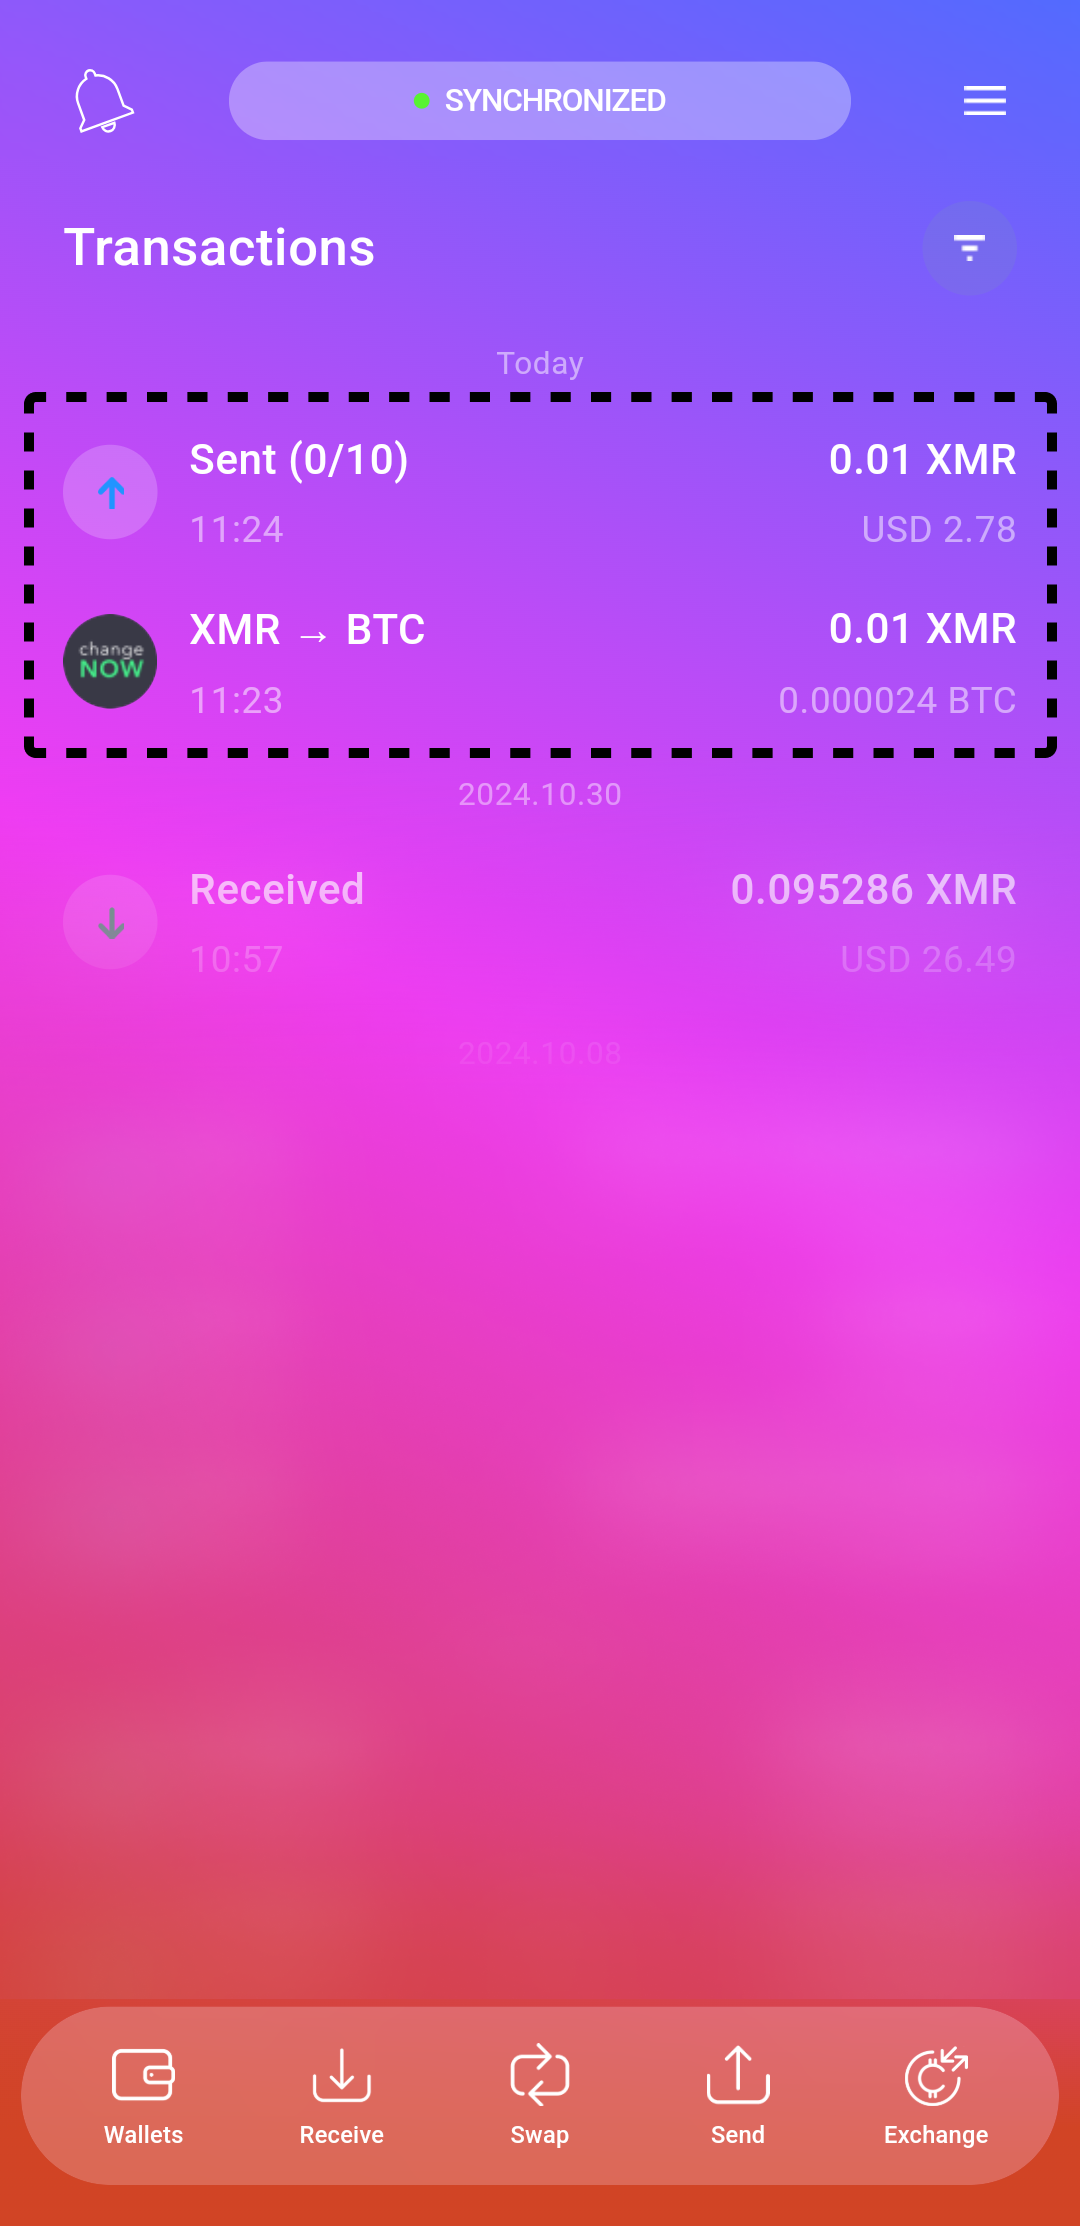 SYNCHRONIZED
Transactions
Today
Sent (0/10) 0.01 XMR
11:24 USD 2.78
change
NOW
XMR → BTC 0.01 XMR
11:23 0.000024 BTC
2024.10.30
Received 0.095286 XMR
10:57 USD 26.49
2024.10.08
Wallets Receive Swap Send Exchange